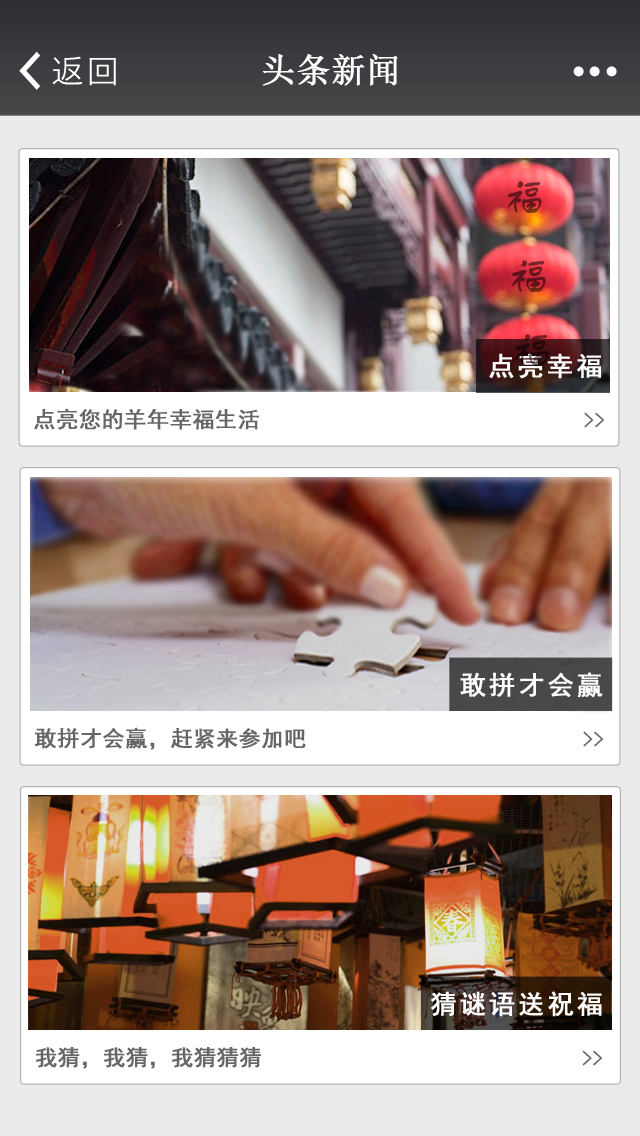 返回
头条新闻
福
福
福
点亮幸福
点亮您的羊年幸福生活
敢拼才会赢
敢拼才会赢，赶紧来参加吧
春
猜谜语送祝福
我猜，我猜，我猜猜猜